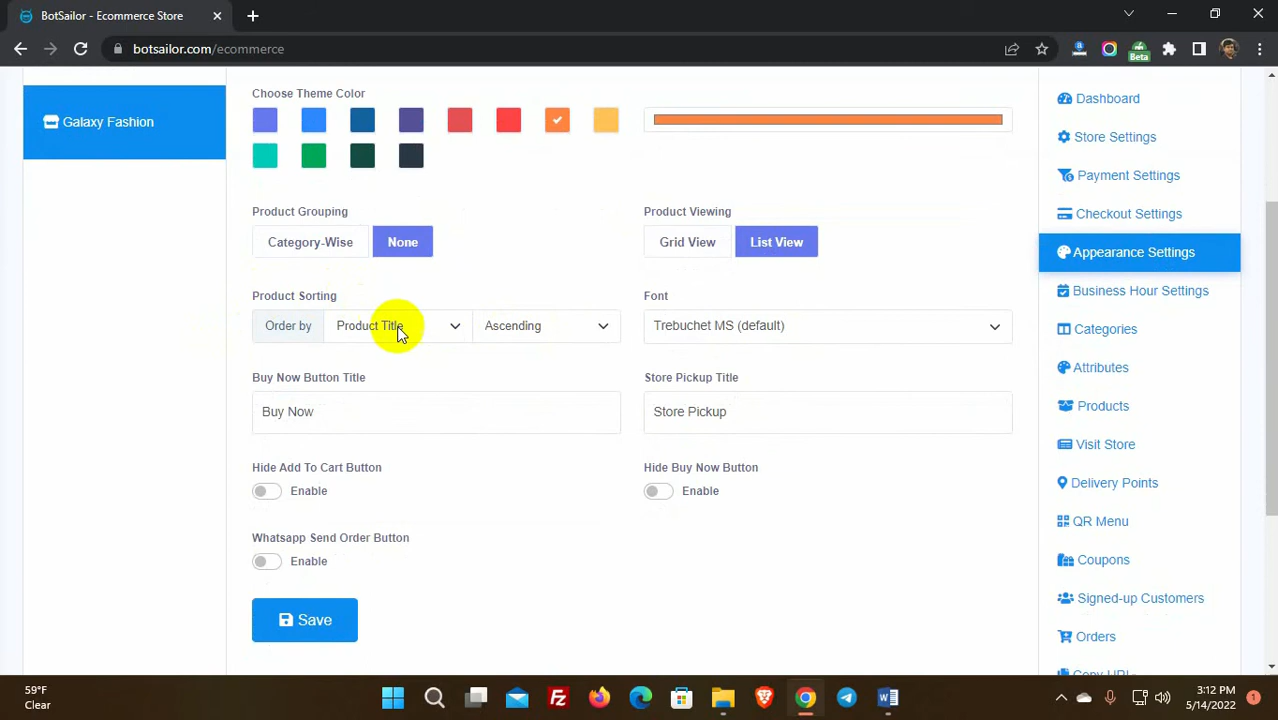 BotSailor - Ecommerce Store
botsailor.com/ecommerce
Beta
Galaxy Fashion
Choose Theme Color
Product Grouping
Product Viewing
Category-Wise
None
Grid View
List View
Product Sorting
Font
Order by
Product Title
Ascending
Trebuchet MS (default)
Buy Now Button Title
Store Pickup Title
Buy Now
Store Pickup
Hide Add To Cart Button
Hide Buy Now Button
Enable
Enable
Whatsapp Send Order Button
Enable
Save
Dashboard
Store Settings
Payment Settings
Checkout Settings
Appearance Settings
Business Hour Settings
Categories
Attributes
Products
Visit Store
Delivery Points
QR Menu
Coupons
Signed-up Customers
Orders
Copy URL
59°F
Clear
3:12 PM
5/14/2022
1